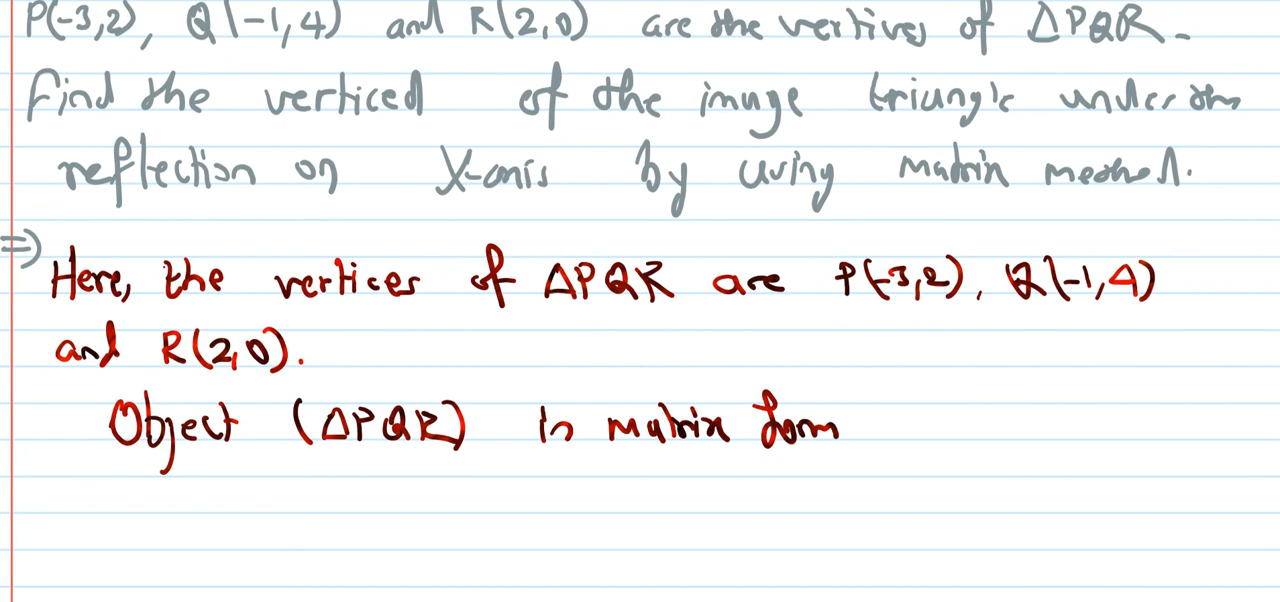 P(-3,2), Q(-1,4) and R(2,0) are the vertives of ΔPQR.
Find the verticed of the image triangle under the
reflection on X-axis by using matrix method.
=)
Here, the vertices of ΔPQR are P(-3,2), Q(-1,4)
and R(2,0).
Object (ΔPQR) in matrix form